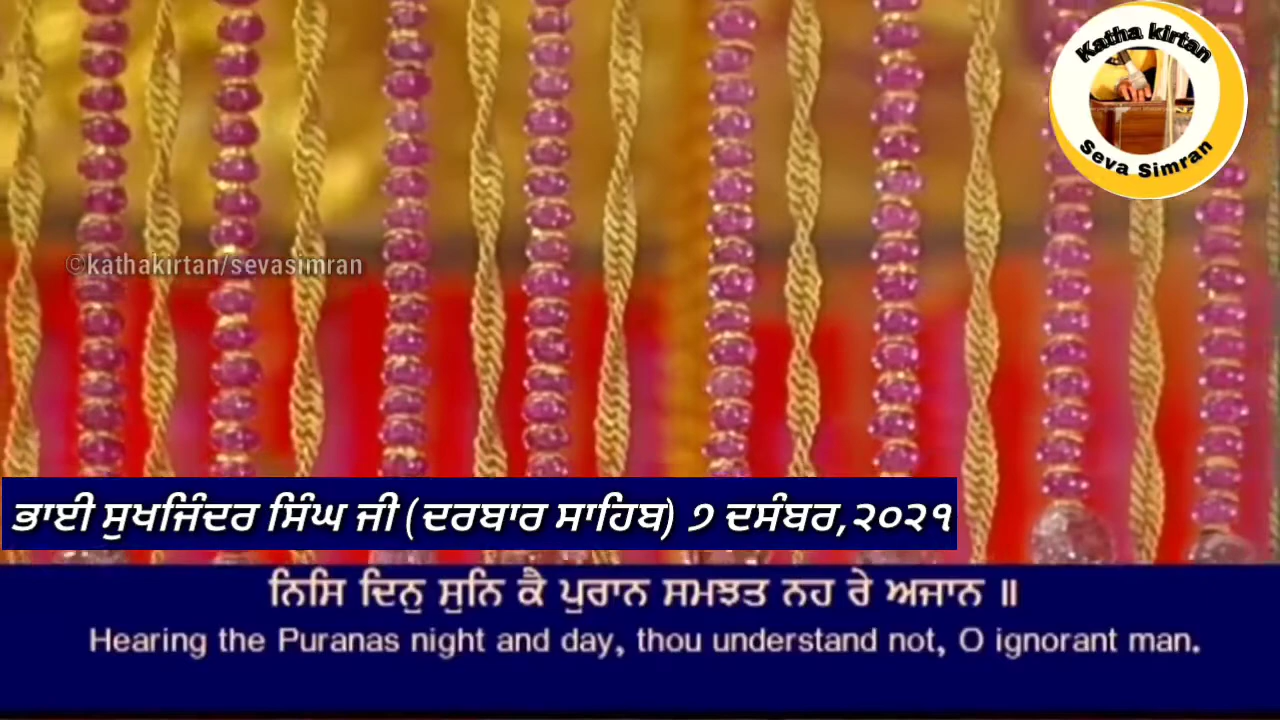 Katha kirtan
Seva Simran
©kathakirtan/sevasimran
ਭਾਈ ਸੁਖਜਿੰਦਰ ਸਿੰਘ ਜੀ (ਦਰਬਾਰ ਸਾਹਿਬ) ੭ ਦਸੰਬਰ,੨੦੨੧
ਨਿਸਿ ਦਿਨੁ ਸੁਨਿ ਕੈ ਪੁਰਾਨ ਸਮਝਤ ਨਹ ਰੇ ਅਜਾਨ ॥
Hearing the Puranas night and day, thou understand not, O ignorant man.